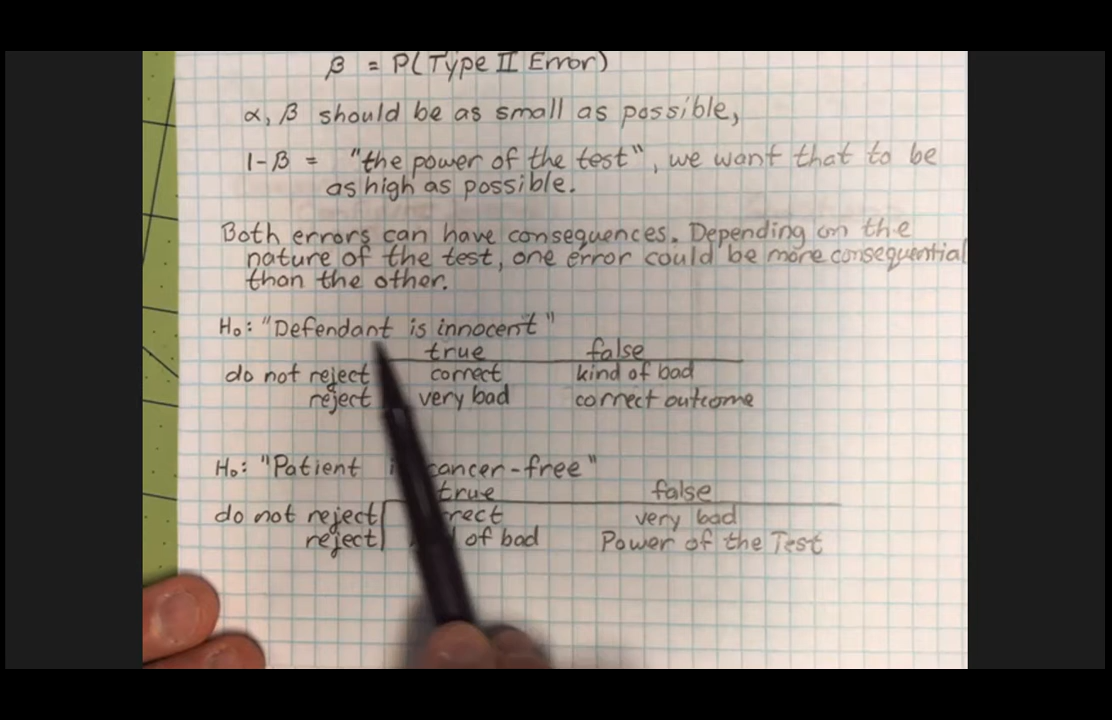 β = P(Type II Error)
α, β should be as small as possible,
1-β = "the power of the test", we want that to be
as high as possible.
Both errors can have consequences. Depending on the
nature of the test, one error could be more consequential
than the other.
H₀: "Defendant is innocent"
true false
do not reject correct kind of bad
reject very bad correct outcome
H₀: "Patient cancer-free"
true false
do not reject very bad
reject of bad Power of the Test